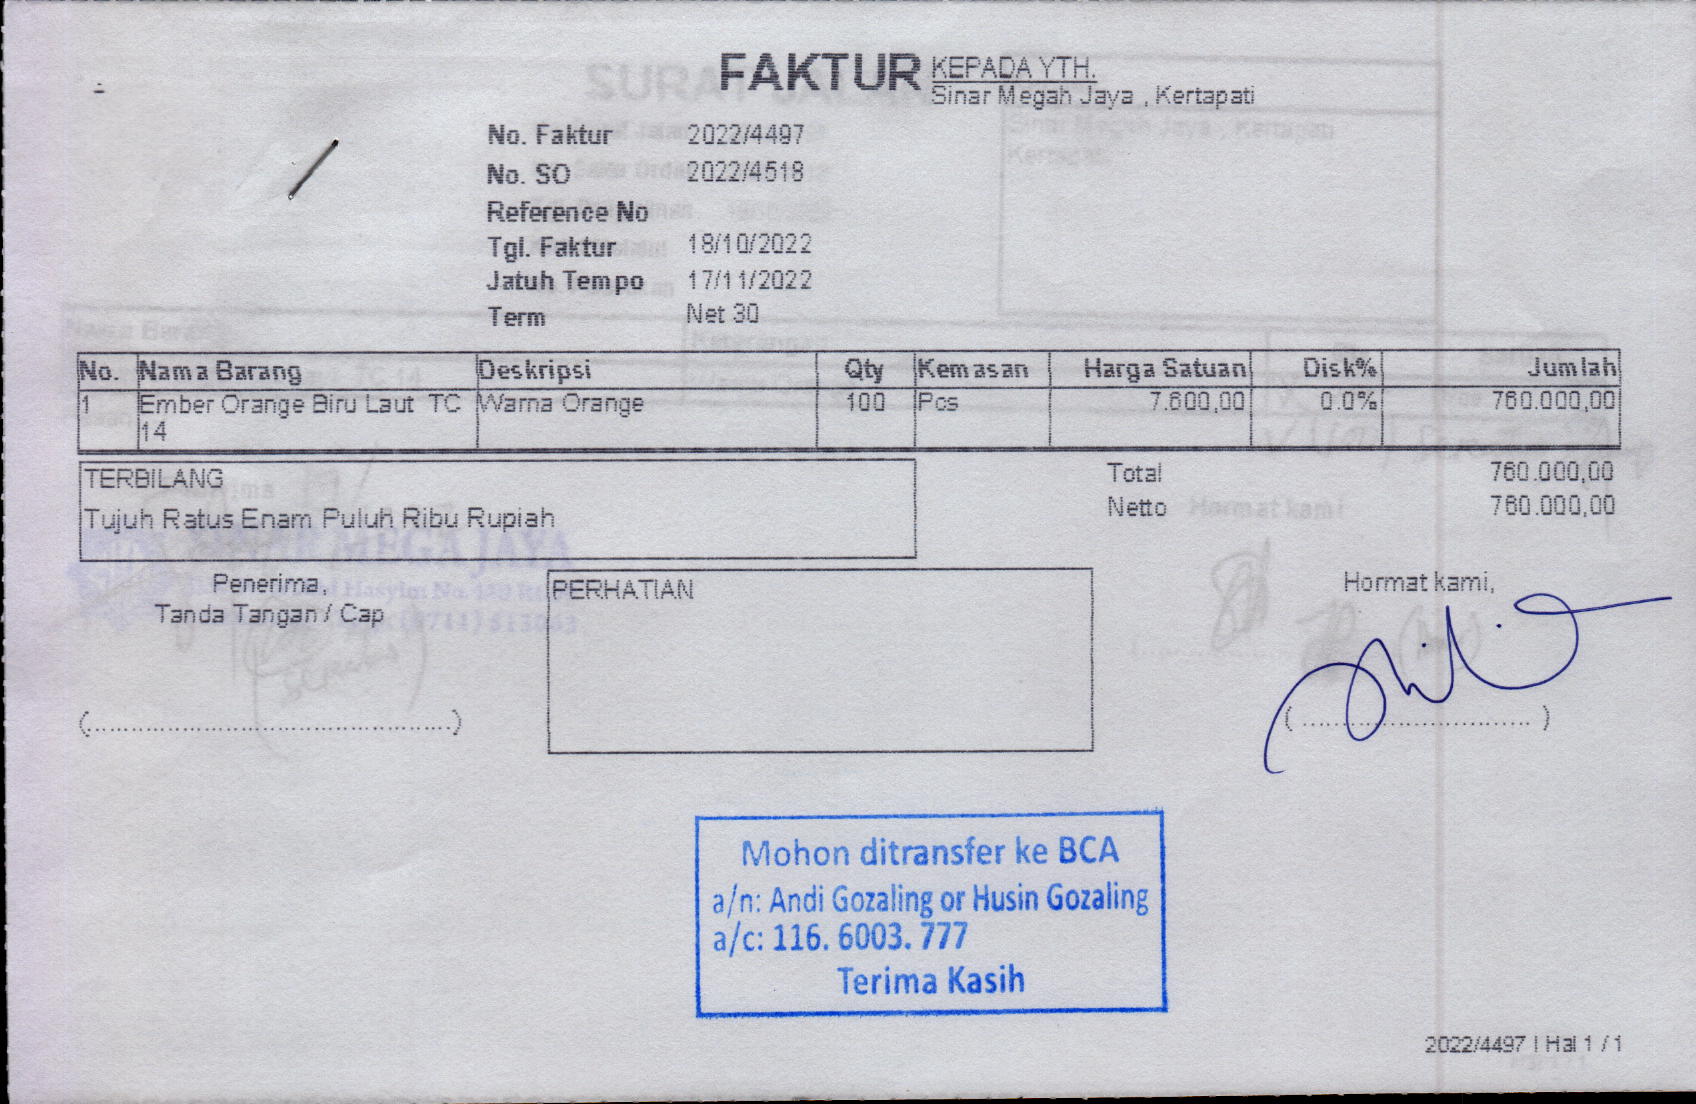 FAKTUR
KEPADA YTH.
Sinar Megah Jaya , Kertapati
No. Faktur 2022/4497
No. SO 2022/4518
Reference No
Tgl. Faktur 18/10/2022
Jatuh Tempo 17/11/2022
Term Net 30
No. Nama Barang Deskripsi Qty Kemasan Harga Satuan Disk% Jumlah
1 Ember Orange Biru Laut TC Warna Orange 100 Pcs 7.600,00 0.0% 760.000,00
14
TERBILANG
Tujuh Ratus Enam Puluh Ribu Rupiah
Total 760.000,00
Netto 760.000,00
Penerima,
Tanda Tangan / Cap
(................................................)
PERHATIAN
Hormat kami,
( ............................. )
Mohon ditransfer ke BCA
a/n: Andi Gozaling or Husin Gozaling
a/c: 116. 6003. 777
Terima Kasih
2022/4497 | Hal 1 / 1